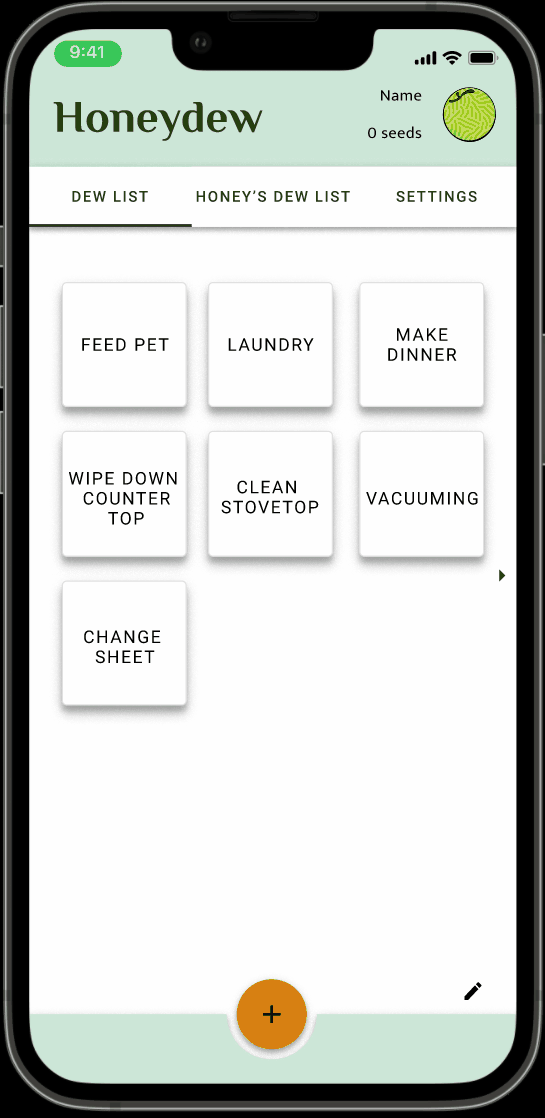 9:41
Honeydew
Name
0 seeds
DEW LIST
HONEY’S DEW LIST
SETTINGS
FEED PET
LAUNDRY
MAKE
DINNER
WIPE DOWN
COUNTER
TOP
CLEAN
STOVETOP
VACUUMING
CHANGE
SHEET
+